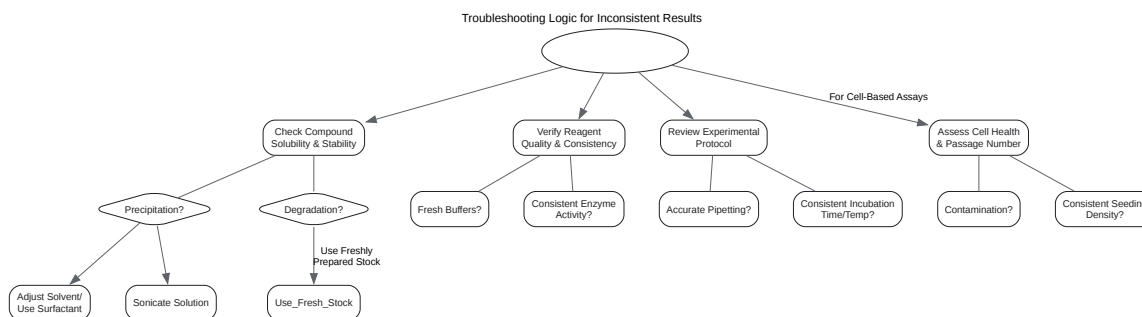 Troubleshooting Logic for Inconsistent Results
For Cell-Based Assays
Check Compound
Solubility & Stability
Verify Reagent
Quality & Consistency
Review Experimental
Protocol
Assess Cell Health
& Passage Number
Precipitation?
Degradation?
Fresh Buffers?
Consistent Enzyme
Activity?
Accurate Pipetting?
Consistent Incubation
Time/Temp?
Contamination?
Consistent Seedin
Density?
Use Freshly
Prepared Stock
Adjust Solvent/
Use Surfactant
Sonicate Solution
Use_Fresh_Stock